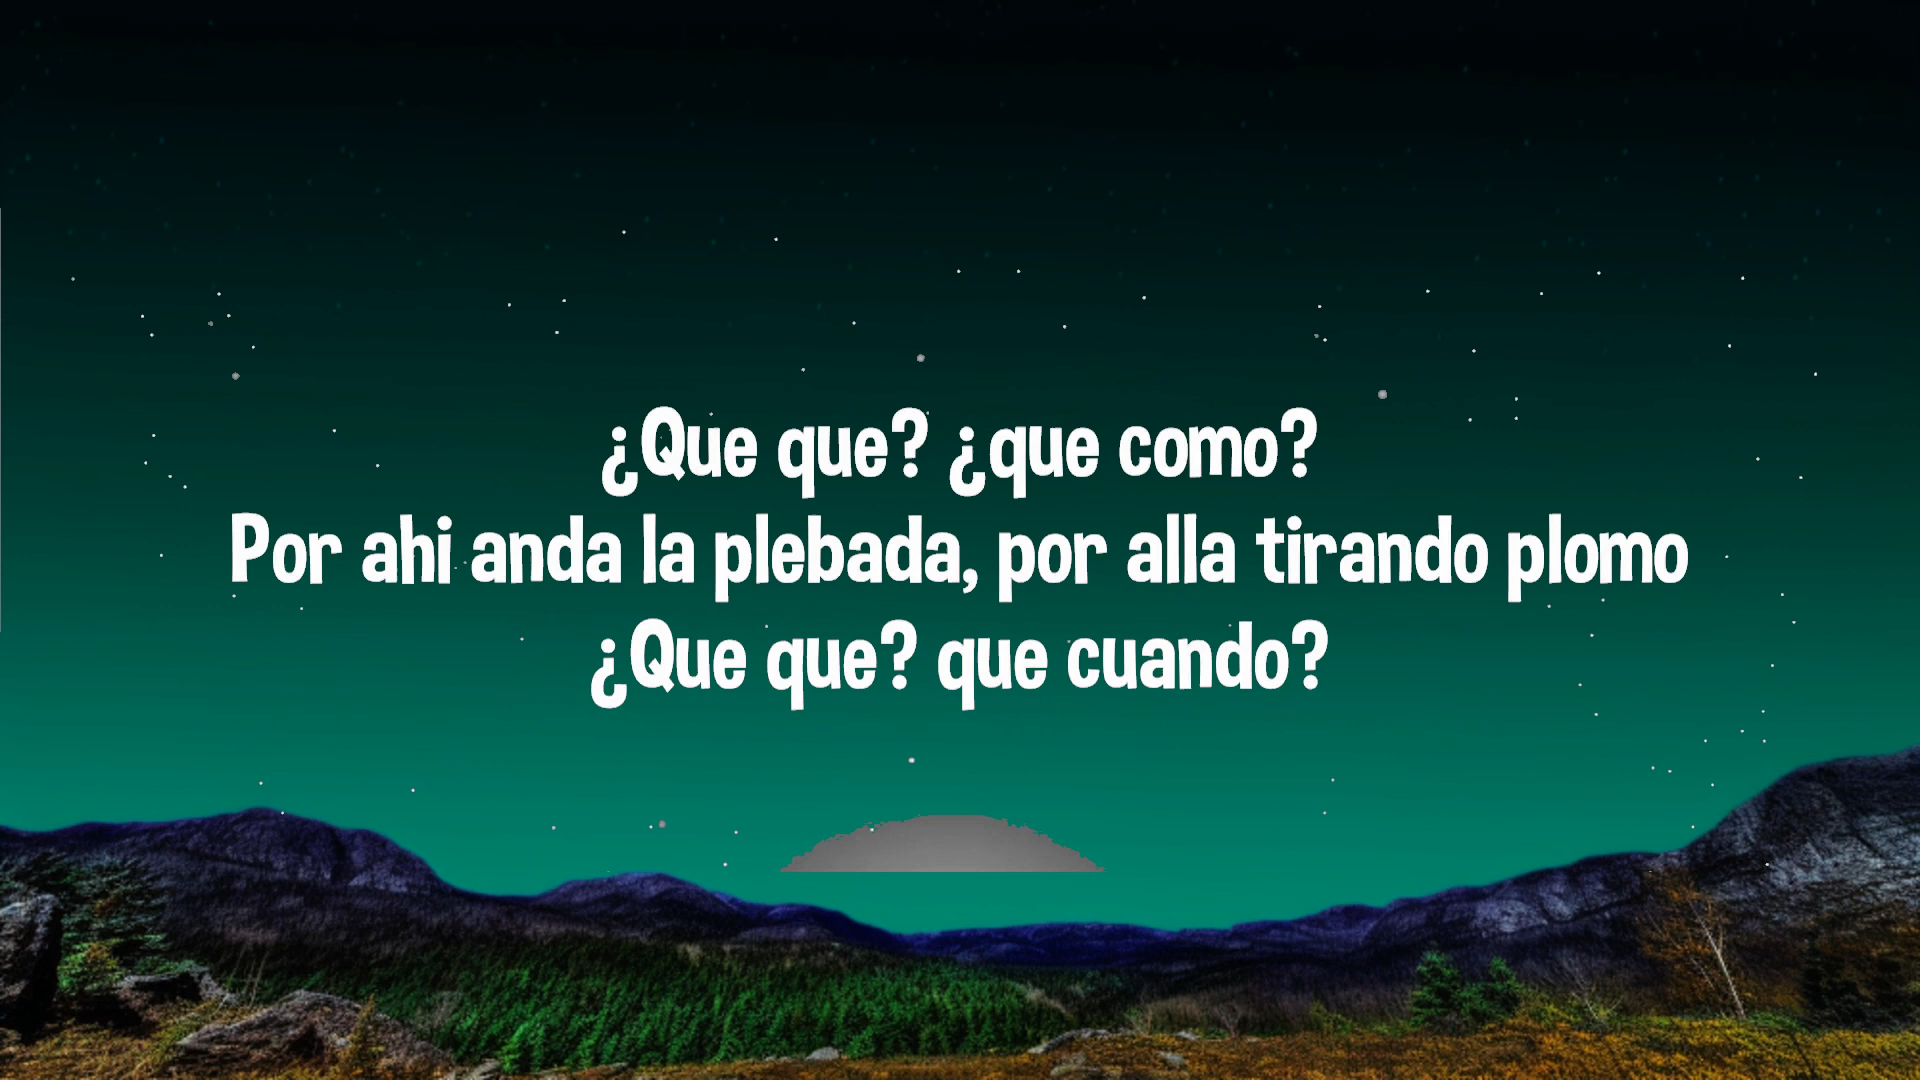 ¿Que que? ¿que como?
Por ahi anda la plebada, por alla tirando plomo
¿Que que? que cuando?